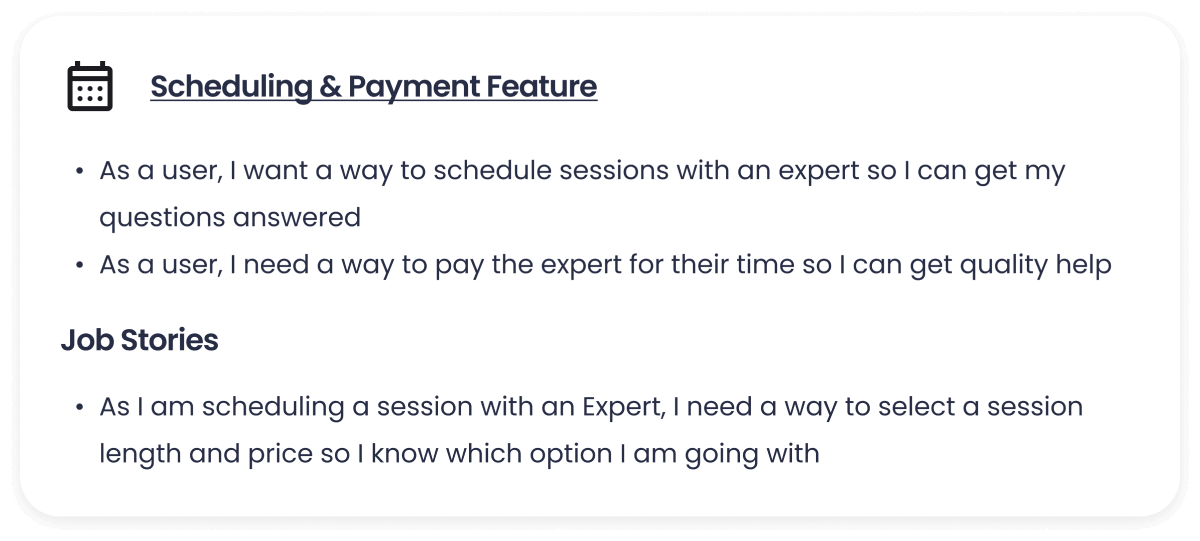 Scheduling & Payment Feature
• As a user, I want a way to schedule sessions with an expert so I can get my
questions answered
• As a user, I need a way to pay the expert for their time so I can get quality help
Job Stories
• As I am scheduling a session with an Expert, I need a way to select a session
length and price so I know which option I am going with